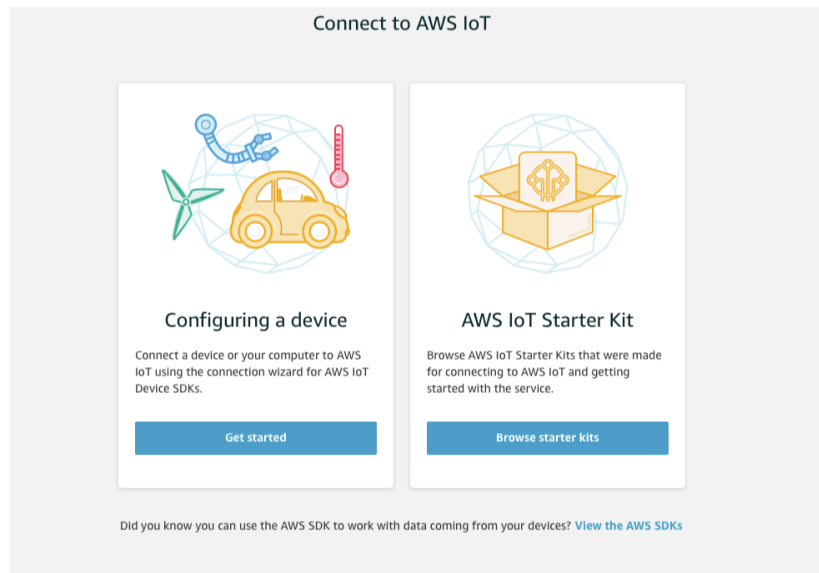 Connect to AWS IoT
Configuring a device
Connect a device or your computer to AWS
IoT using the connection wizard for AWS IoT
Device SDKs.
Get started
AWS IoT Starter Kit
Browse AWS IoT Starter Kits that were made
for connecting to AWS IoT and getting
started with the service.
Browse starter kits
Did you know you can use the AWS SDK to work with data coming from your devices? View the AWS SDKs